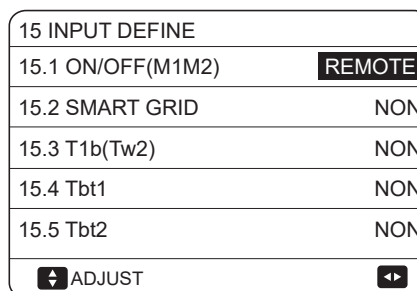 15 INPUT DEFINE
15.1 ON/OFF(M1M2) REMOTE
15.2 SMART GRID NON
15.3 T1b(Tw2) NON
15.4 Tbt1 NON
15.5 Tbt2 NON
ADJUST